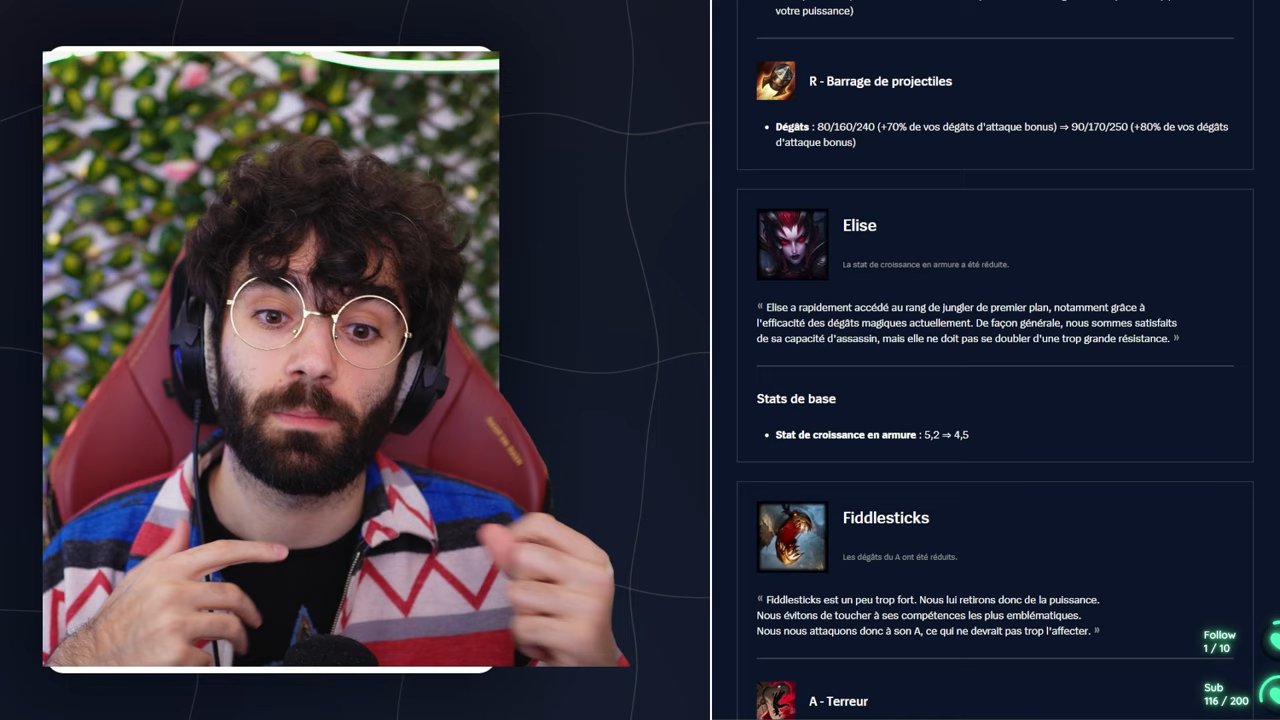 votre puissance)
R - Barrage de projectiles
• Dégâts : 80/160/240 (+70% de vos dégâts d'attaque bonus) ⇒ 90/170/250 (+80% de vos dégâts
d'attaque bonus)
Elise
La stat de croissance en armure a été réduite.
« Elise a rapidement accédé au rang de jungler de premier plan, notamment grâce à
l'efficacité des dégâts magiques actuellement. De façon générale, nous sommes satisfaits
de sa capacité d'assassin, mais elle ne doit pas se doubler d'une trop grande résistance. »
Stats de base
• Stat de croissance en armure : 5,2 ⇒ 4,5
Fiddlesticks
Les dégâts du A ont été réduits.
« Fiddlesticks est un peu trop fort. Nous lui retirons donc de la puissance.
Nous évitons de toucher à ses compétences les plus emblématiques.
Nous nous attaquons donc à son A, ce qui ne devrait pas trop l'affecter. »
A - Terreur
Follow
1 / 10
Sub
116 / 200